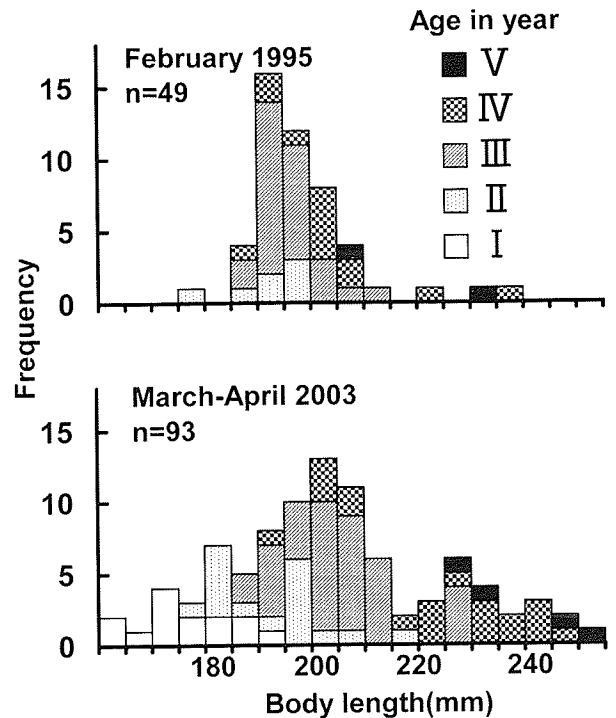 Age in year
V
IV
III
II
I
February 1995
n=49
15
10
5
0
Frequency
March-April 2003
n=93
15
10
5
0
180 200 220 240
Body length(mm)